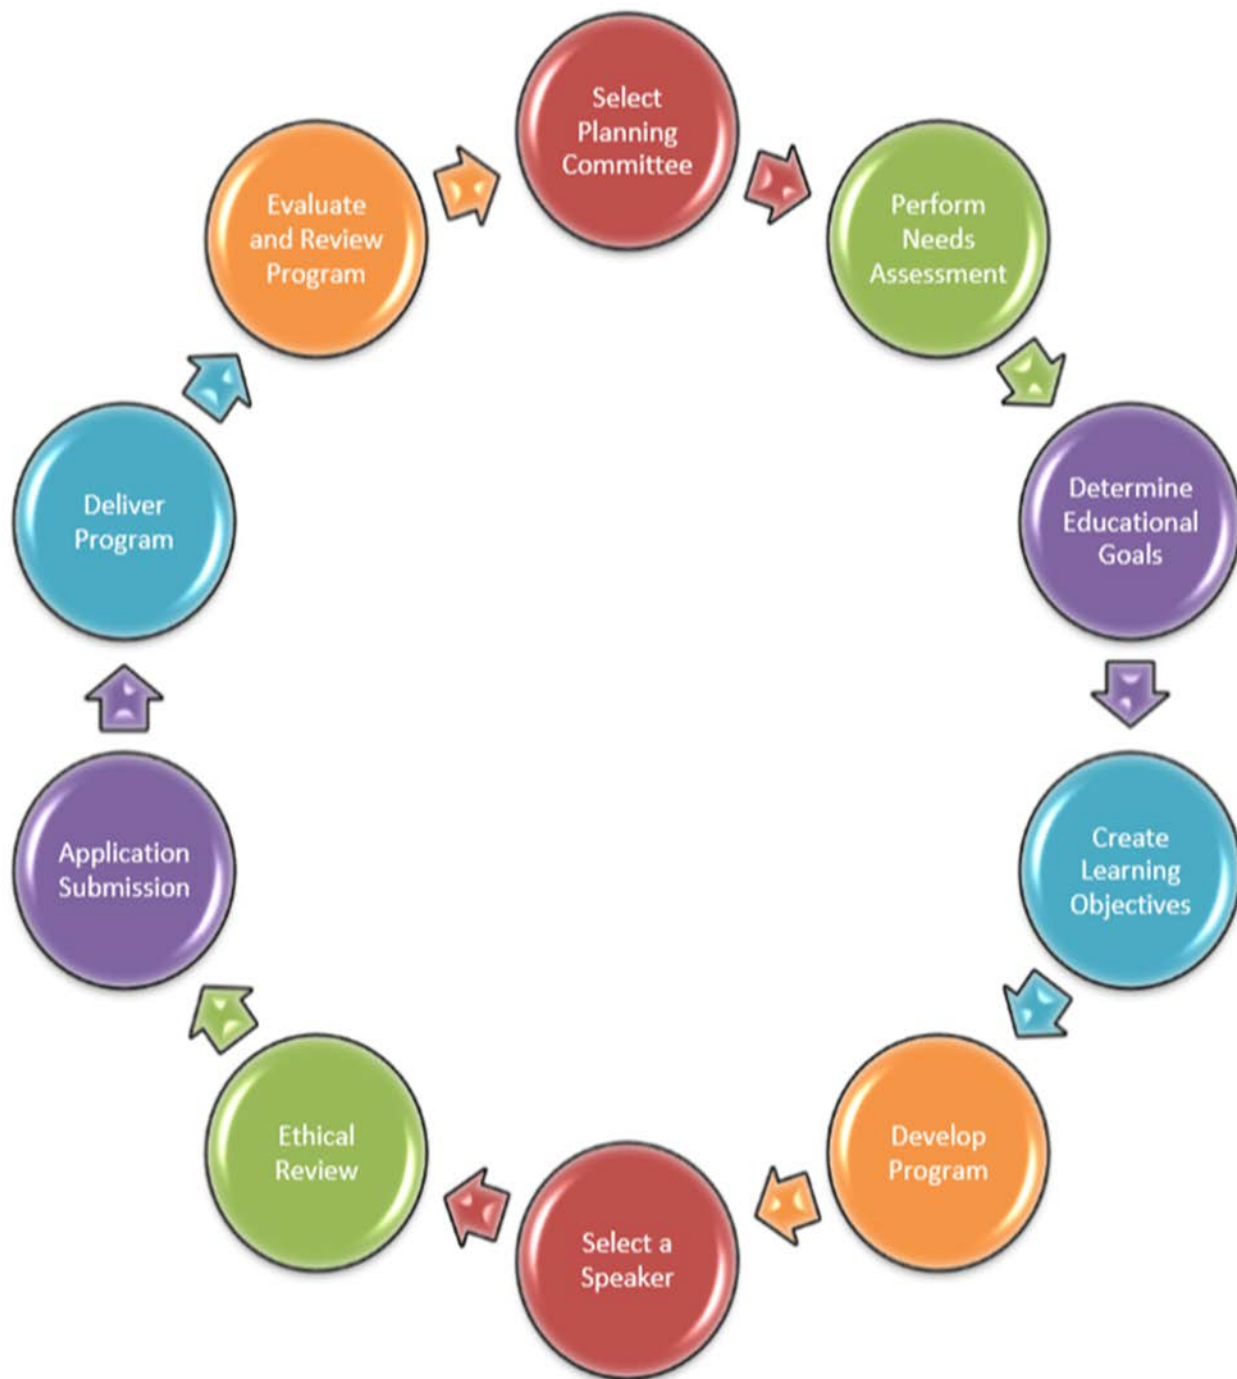 Select
Planning
Committee
Perform
Needs
Assessment
Determine
Educational
Goals
Create
Learning
Objectives
Develop
Program
Select a
Speaker
Ethical
Review
Application
Submission
Deliver
Program
Evaluate
and Review
Program